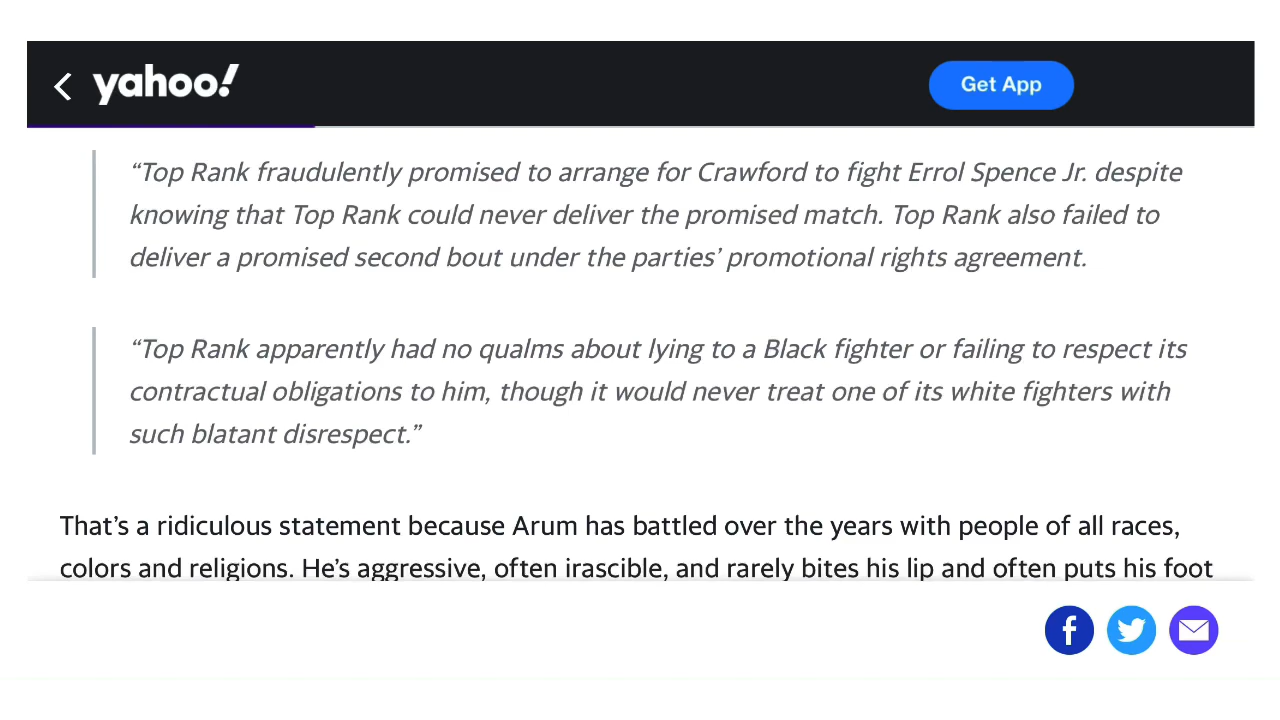 yahoo!
Get App
“Top Rank fraudulently promised to arrange for Crawford to fight Errol Spence Jr. despite
knowing that Top Rank could never deliver the promised match. Top Rank also failed to
deliver a promised second bout under the parties’ promotional rights agreement.
“Top Rank apparently had no qualms about lying to a Black fighter or failing to respect its
contractual obligations to him, though it would never treat one of its white fighters with
such blatant disrespect.”
That’s a ridiculous statement because Arum has battled over the years with people of all races,
colors and religions. He’s aggressive, often irascible, and rarely bites his lip and often puts his foot